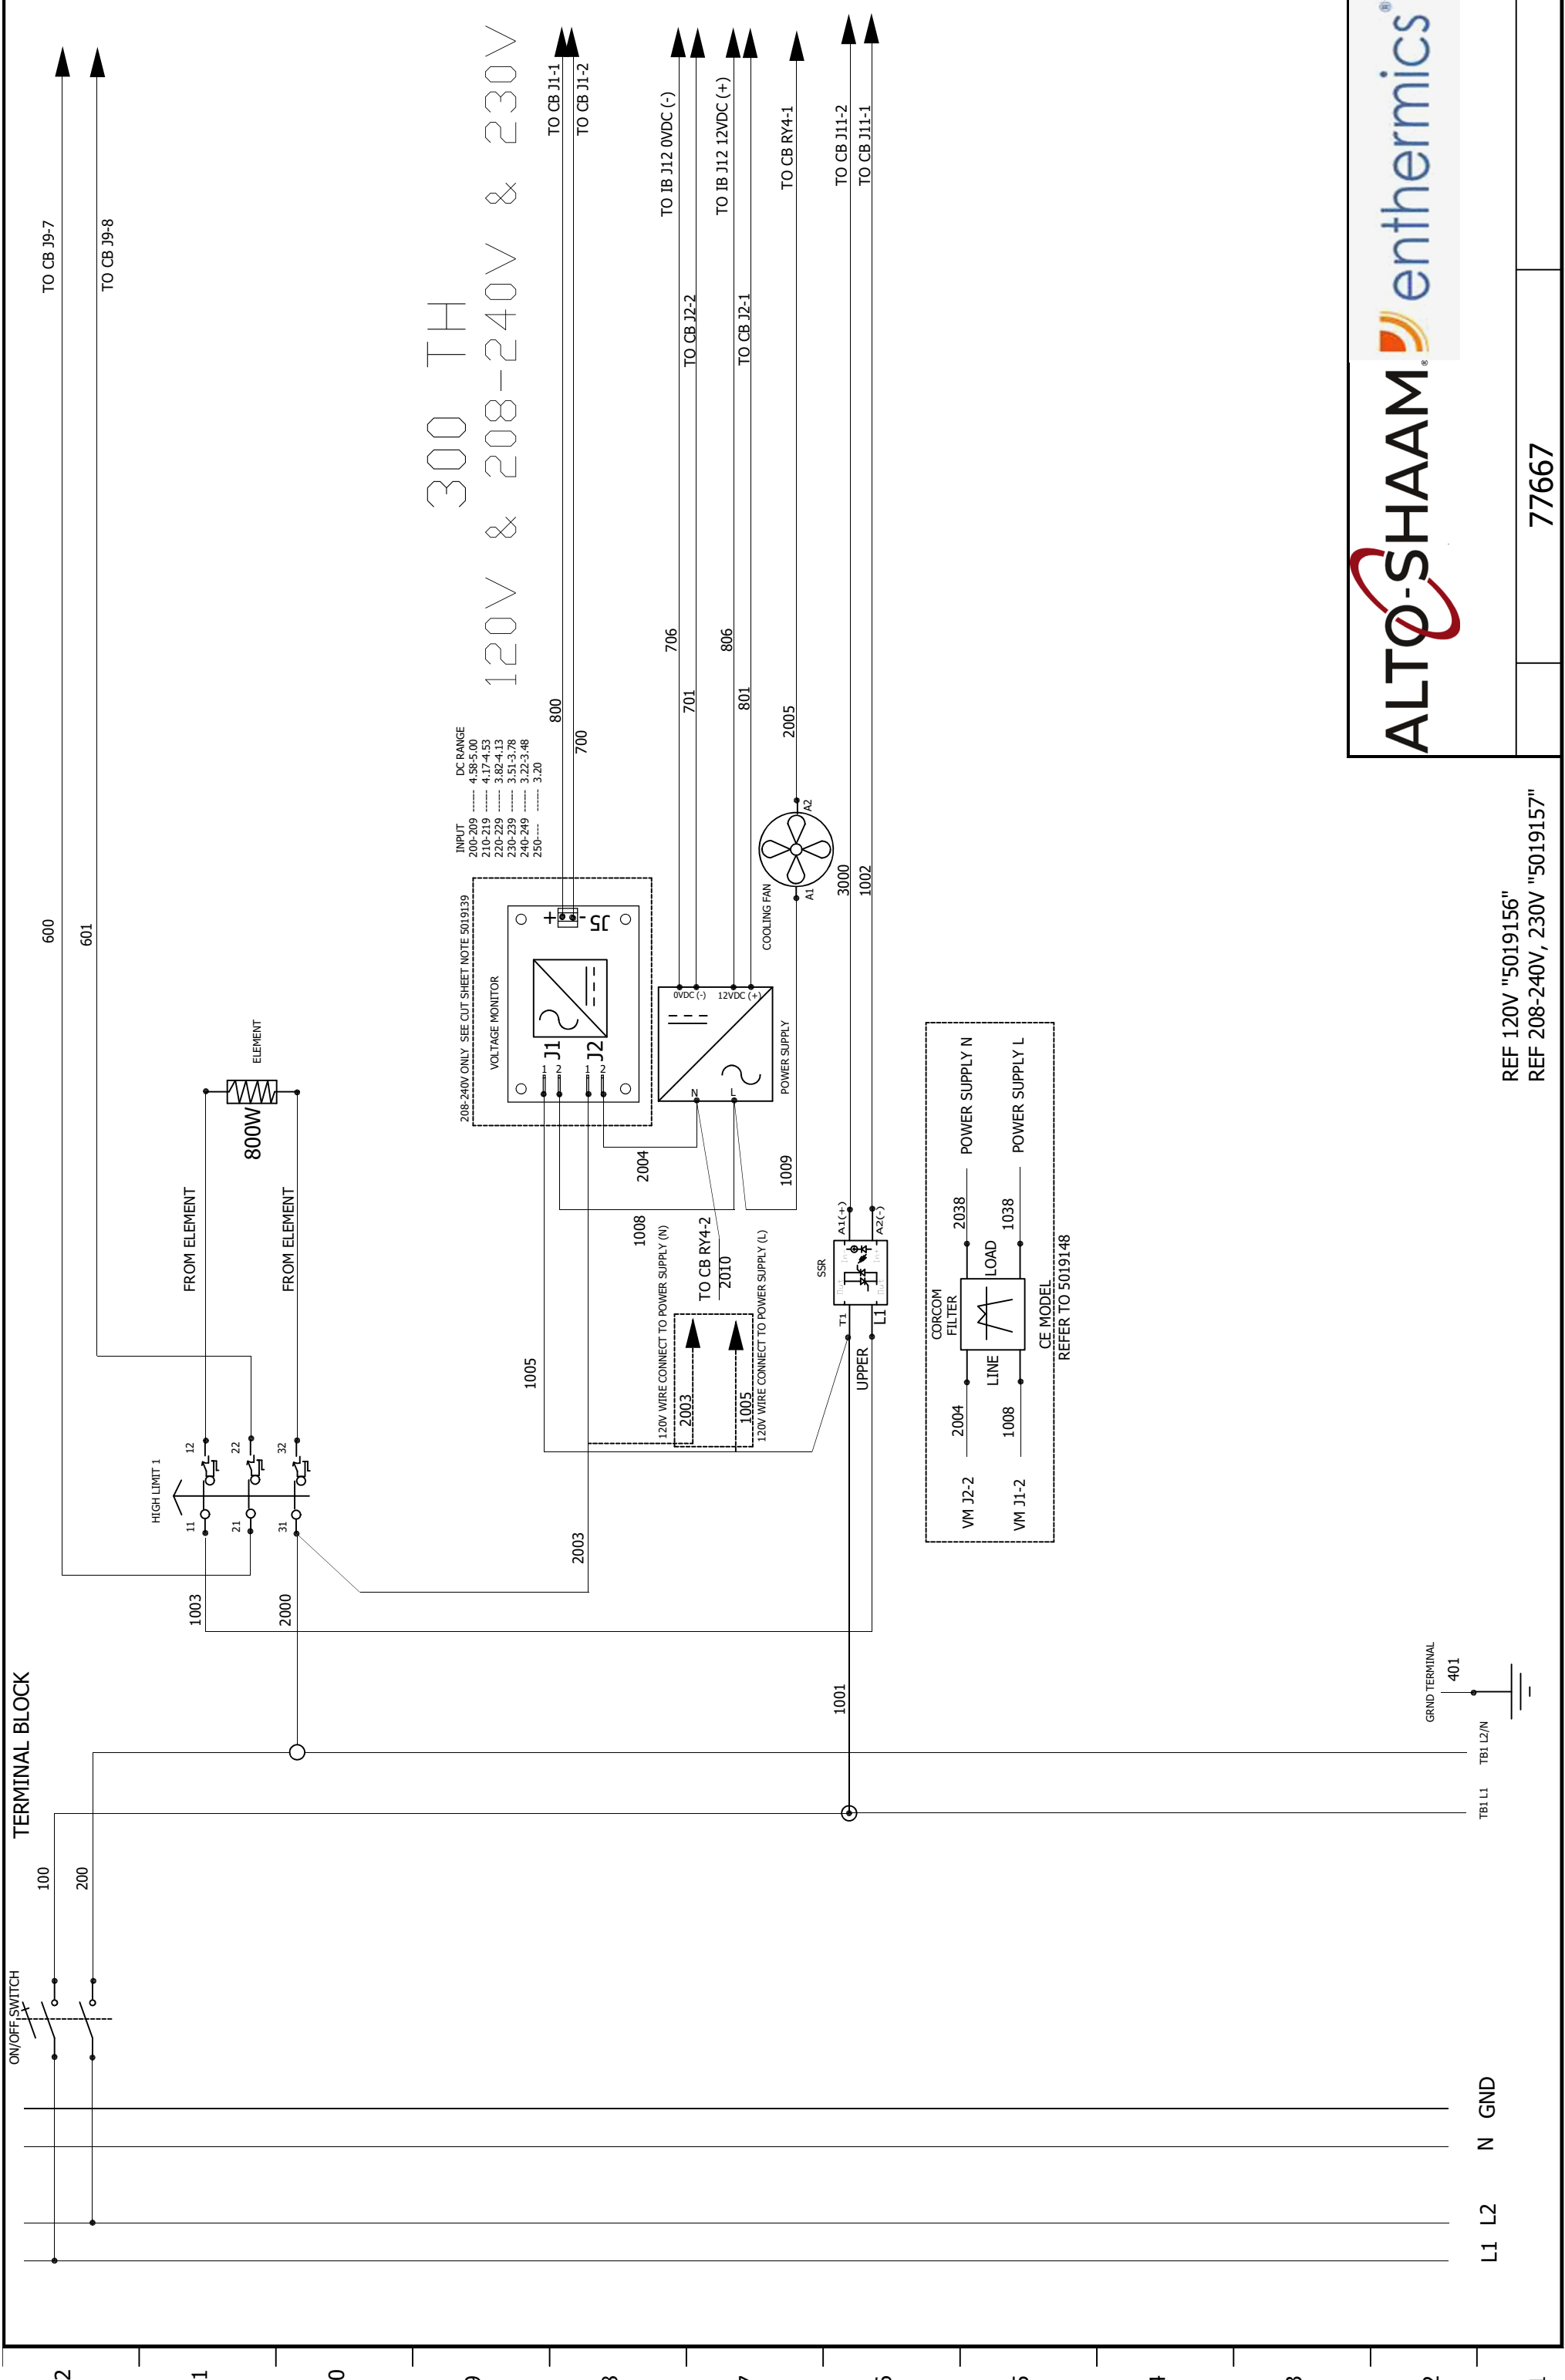 TERMINAL BLOCK
ON/OFF SWITCH
100
200
L1
L2
N
GND
TB1 L1
TB1 L2/N
GRND TERMINAL
401
1001
HIGH LIMIT 1
11
12
21
22
31
32
1003
2000
2003
FROM ELEMENT
FROM ELEMENT
800W
ELEMENT
600
601
TO CB J9-7
TO CB J9-8
300 TH
120V & 208-240V & 230V
INPUT DC RANGE
200-209 ------ 4.58-5.00
210-219 ------ 4.17-4.53
220-229 ------ 3.82-4.13
230-239 ------ 3.51-3.78
240-249 ------ 3.22-3.48
250---- ------ 3.20
208-240V ONLY SEE CUT SHEET NOTE 5019139
VOLTAGE MONITOR
J1
1
2
J2
1
2
+
-
J5
800
700
TO CB J1-1
TO CB J1-2
1005
1008
2004
N
L
0VDC (-)
12VDC (+)
POWER SUPPLY
706
701
806
801
TO IB J12 0VDC (-)
TO CB J2-2
TO IB J12 12VDC (+)
TO CB J2-1
120V WIRE CONNECT TO POWER SUPPLY (N)
2003
1005
120V WIRE CONNECT TO POWER SUPPLY (L)
TO CB RY4-2
2010
1009
COOLING FAN
A1
A2
2005
TO CB RY4-1
SSR
T1
L1
UPPER
A1(+)
A2(-)
3000
1002
TO CB J11-2
TO CB J11-1
VM J2-2
2004
VM J1-2
1008
CORCOM
FILTER
LINE
LOAD
2038
POWER SUPPLY N
1038
POWER SUPPLY L
CE MODEL
REFER TO 5019148
REF 120V "5019156"
REF 208-240V, 230V "5019157"
ALTO-SHAAM®
enthermics®
77667